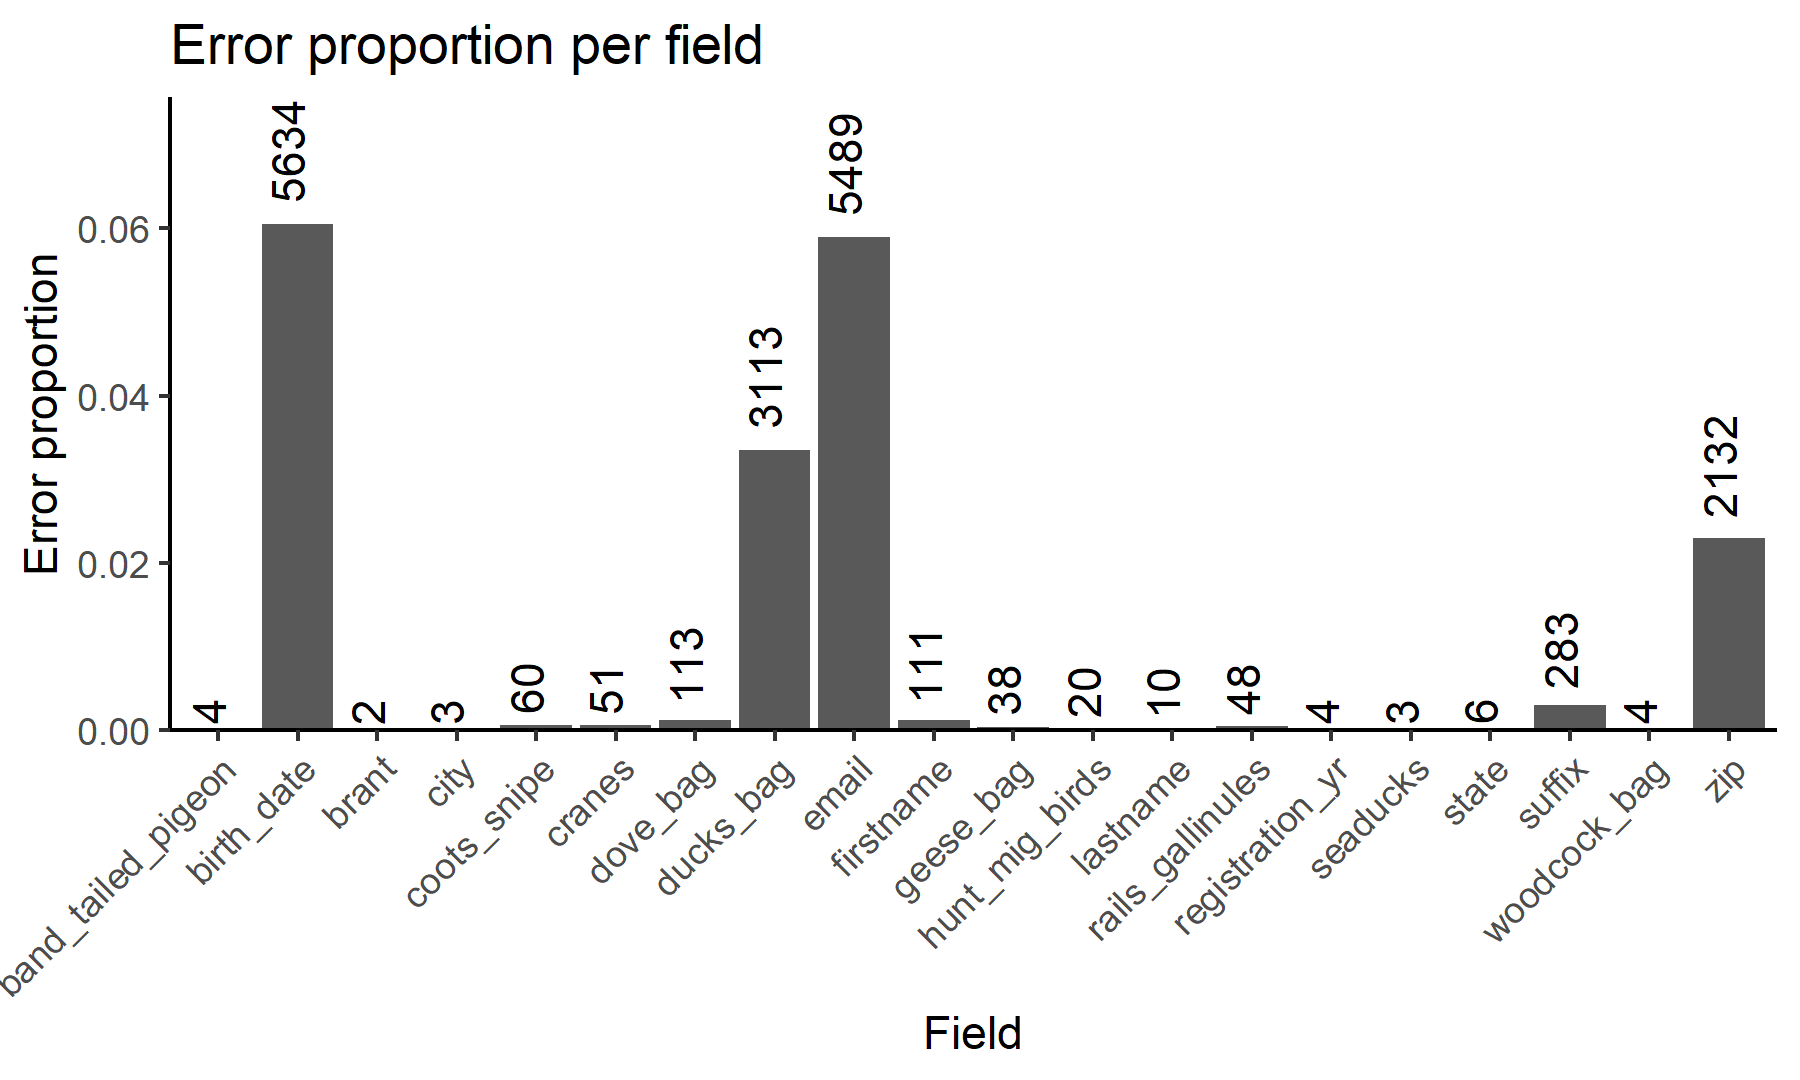 Error proportion per field
Error proportion
0.06
0.04
0.02
0.00
4
5634
2
3
60
51
113
3113
5489
111
38
20
10
48
4
3
6
283
4
2132
band_tailed_pigeon
birth_date
brant
city
coots_snipe
cranes
dove_bag
ducks_bag
email
firstname
geese_bag
hunt_mig_birds
lastname
rails_gallinules
registration_yr
seaducks
state
suffix
woodcock_bag
zip
Field